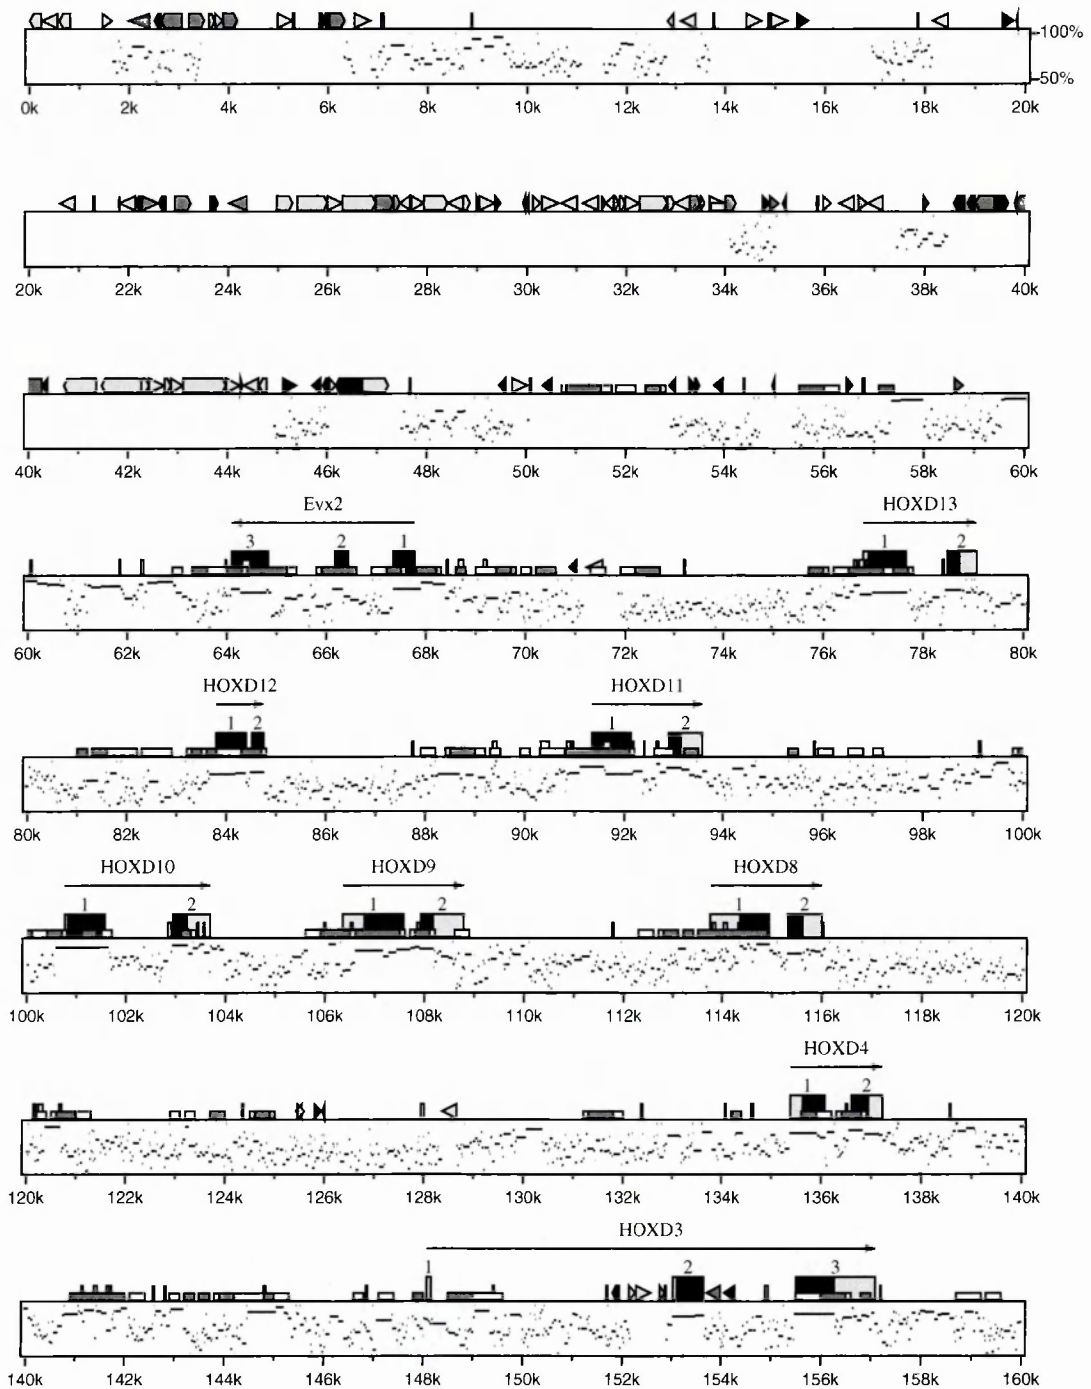 100%
50%
0k 2k 4k 6k 8k 10k 12k 14k 16k 18k 20k
20k 22k 24k 26k 28k 30k 32k 34k 36k 38k 40k
40k 42k 44k 46k 48k 50k 52k 54k 56k 58k 60k
Evx2 HOXD13
3 2 1 1 2
60k 62k 64k 66k 68k 70k 72k 74k 76k 78k 80k
HOXD12 HOXD11
1 2 1 2
80k 82k 84k 86k 88k 90k 92k 94k 96k 98k 100k
HOXD10 HOXD9 HOXD8
1 2 1 2 1 2
100k 102k 104k 106k 108k 110k 112k 114k 116k 118k 120k
HOXD4
1 2
120k 122k 124k 126k 128k 130k 132k 134k 136k 138k 140k
HOXD3
1 2 3
140k 142k 144k 146k 148k 150k 152k 154k 156k 158k 160k